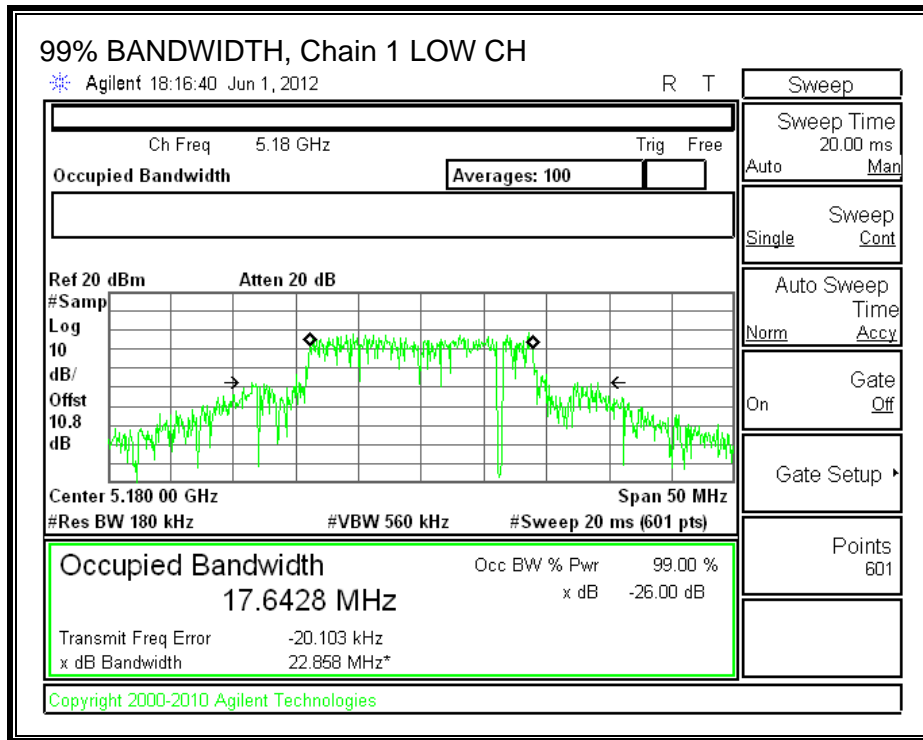 99% BANDWIDTH, Chain 1 LOW CH
Agilent 18:16:40 Jun 1, 2012 R T
Ch Freq 5.18 GHz Trig Free
Occupied Bandwidth Averages: 100
Ref 20 dBm Atten 20 dB
#Samp
Log
10
dB/
Offst
10.8
dB
Center 5.180 00 GHz Span 50 MHz
#Res BW 180 kHz #VBW 560 kHz #Sweep 20 ms (601 pts)
Occupied Bandwidth Occ BW % Pwr 99.00 %
17.6428 MHz x dB -26.00 dB
Transmit Freq Error -20.103 kHz
x dB Bandwidth 22.858 MHz*
Copyright 2000-2010 Agilent Technologies
Sweep
Sweep Time
20.00 ms
Auto Man
Sweep
Single Cont
Auto Sweep
Time
Norm Accy
Gate
On Off
Gate Setup
Points
601